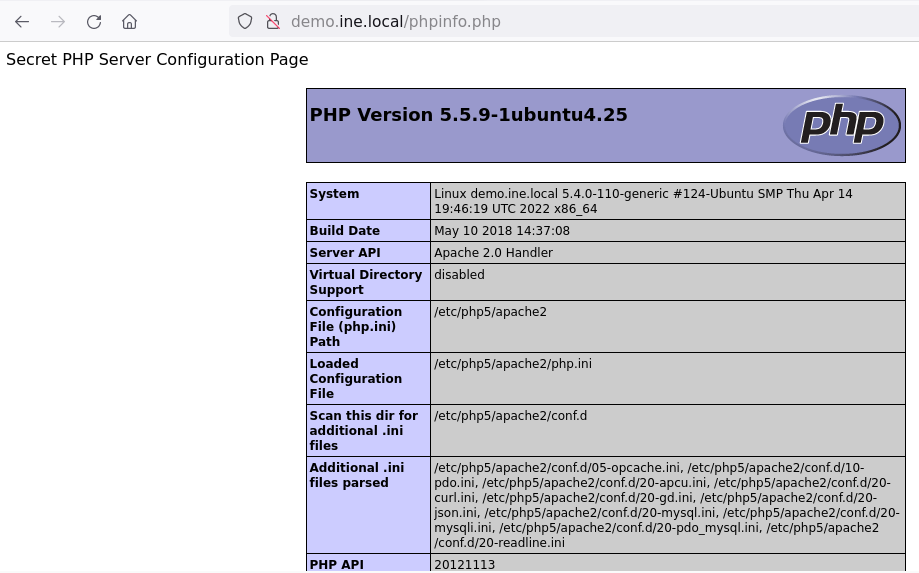 demo.ine.local/phpinfo.php
Secret PHP Server Configuration Page
PHP Version 5.5.9-1ubuntu4.25
php
System
Linux demo.ine.local 5.4.0-110-generic #124-Ubuntu SMP Thu Apr 14
19:46:19 UTC 2022 x86_64
Build Date
May 10 2018 14:37:08
Server API
Apache 2.0 Handler
Virtual Directory
Support
disabled
Configuration
File (php.ini)
Path
/etc/php5/apache2
Loaded
Configuration
File
/etc/php5/apache2/php.ini
Scan this dir for
additional .ini
files
/etc/php5/apache2/conf.d
Additional .ini
files parsed
/etc/php5/apache2/conf.d/05-opcache.ini, /etc/php5/apache2/conf.d/10-
pdo.ini, /etc/php5/apache2/conf.d/20-apcu.ini, /etc/php5/apache2/conf.d/20-
curl.ini, /etc/php5/apache2/conf.d/20-gd.ini, /etc/php5/apache2/conf.d/20-
json.ini, /etc/php5/apache2/conf.d/20-mysql.ini, /etc/php5/apache2/conf.d/20-
mysqli.ini, /etc/php5/apache2/conf.d/20-pdo_mysql.ini, /etc/php5/apache2
/conf.d/20-readline.ini
PHP API
20121113